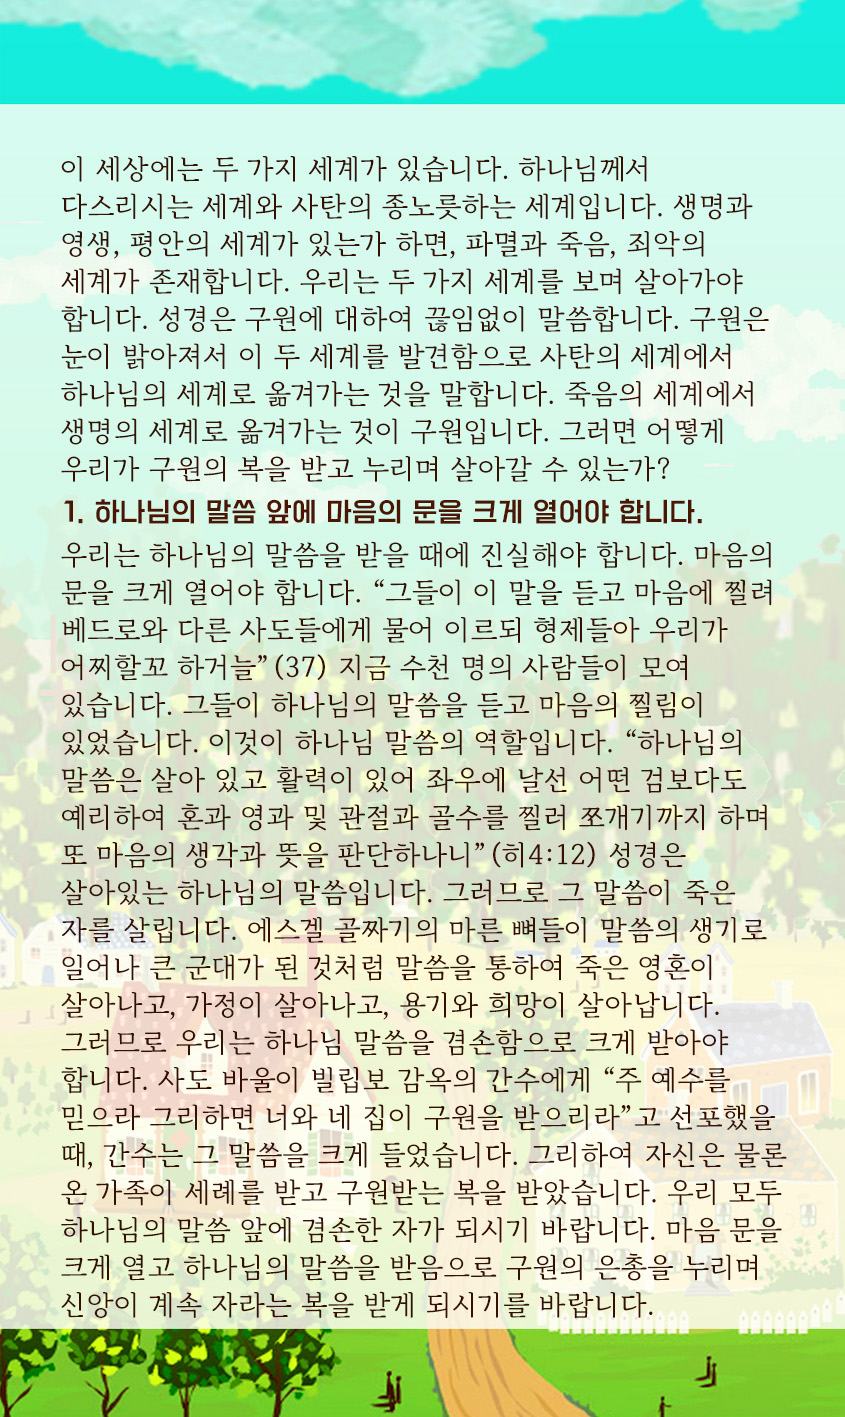 이 세상에는 두 가지 세계가 있습니다. 하나님께서
다스리시는 세계와 사탄의 종노릇하는 세계입니다. 생명과
영생, 평안의 세계가 있는가 하면, 파멸과 죽음, 죄악의
세계가 존재합니다. 우리는 두 가지 세계를 보며 살아가야
합니다. 성경은 구원에 대하여 끊임없이 말씀합니다. 구원은
눈이 밝아져서 이 두 세계를 발견함으로 사탄의 세계에서
하나님의 세계로 옮겨가는 것을 말합니다. 죽음의 세계에서
생명의 세계로 옮겨가는 것이 구원입니다. 그러면 어떻게
우리가 구원의 복을 받고 누리며 살아갈 수 있는가?
1. 하나님의 말씀 앞에 마음의 문을 크게 열어야 합니다.
우리는 하나님의 말씀을 받을 때에 진실해야 합니다. 마음의
문을 크게 열어야 합니다. “그들이 이 말을 듣고 마음에 찔려
베드로와 다른 사도들에게 물어 이르되 형제들아 우리가
어찌할꼬 하거늘”(37) 지금 수천 명의 사람들이 모여
있습니다. 그들이 하나님의 말씀을 듣고 마음의 찔림이
있었습니다. 이것이 하나님 말씀의 역할입니다. “하나님의
말씀은 살아 있고 활력이 있어 좌우에 날선 어떤 검보다도
예리하여 혼과 영과 및 관절과 골수를 찔러 쪼개기까지 하며
또 마음의 생각과 뜻을 판단하나니”(히4:12) 성경은
살아있는 하나님의 말씀입니다. 그러므로 그 말씀이 죽은
자를 살립니다. 에스겔 골짜기의 마른 뼈들이 말씀의 생기로
일어나 큰 군대가 된 것처럼 말씀을 통하여 죽은 영혼이
살아나고, 가정이 살아나고, 용기와 희망이 살아납니다.
그러므로 우리는 하나님 말씀을 겸손함으로 크게 받아야
합니다. 사도 바울이 빌립보 감옥의 간수에게 “주 예수를
믿으라 그리하면 너와 네 집이 구원을 받으리라”고 선포했을
때, 간수는 그 말씀을 크게 들었습니다. 그리하여 자신은 물론
온 가족이 세례를 받고 구원받는 복을 받았습니다. 우리 모두
하나님의 말씀 앞에 겸손한 자가 되시기 바랍니다. 마음 문을
크게 열고 하나님의 말씀을 받음으로 구원의 은총을 누리며
신앙이 계속 자라는 복을 받게 되시기를 바랍니다.